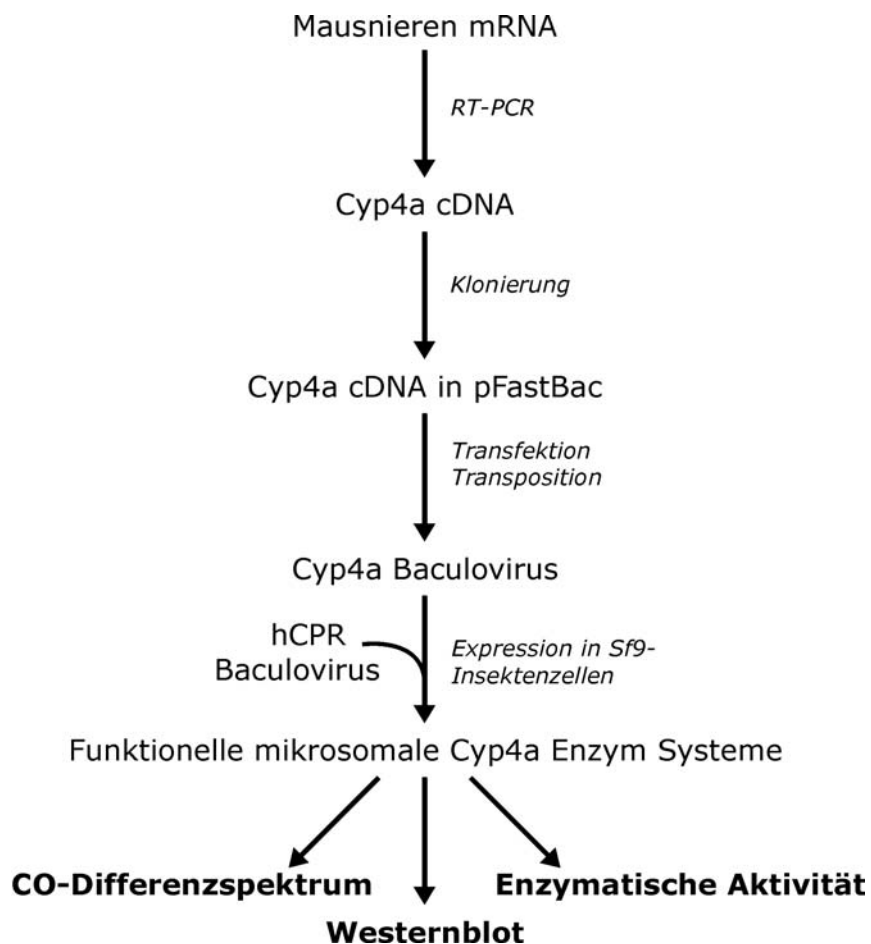 Mausnieren mRNA
RT-PCR
Cyp4a cDNA
Klonierung
Cyp4a cDNA in pFastBac
Transfektion
Transposition
Cyp4a Baculovirus
hCPR
Baculovirus
Expression in Sf9-
Insektenzellen
Funktionelle mikrosomale Cyp4a Enzym Systeme
CO-Differenzspektrum
Enzymatische Aktivität
Westernblot